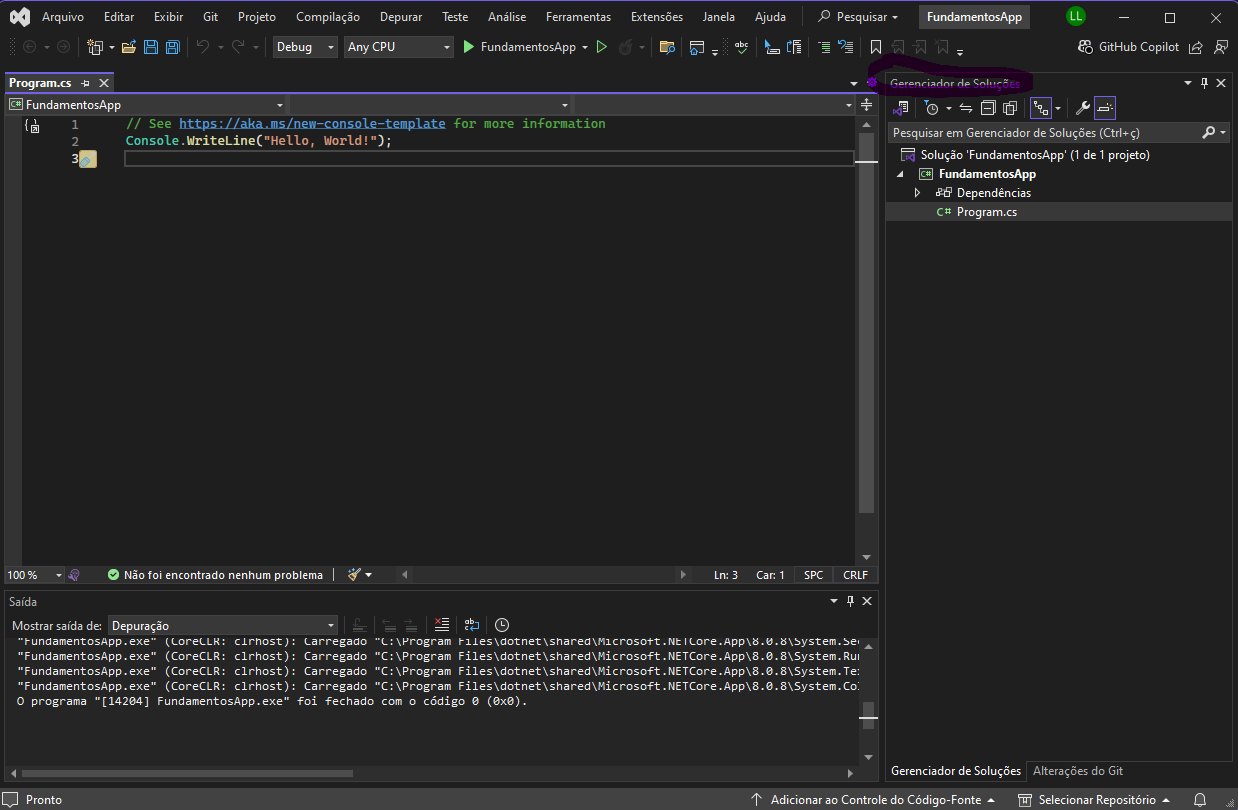 Arquivo Editar Exibir Git Projeto Compilação Depurar Teste Análise Ferramentas Extensões Janela Ajuda Pesquisar FundamentosApp LL
Debug Any CPU FundamentosApp abc GitHub Copilot
Program.cs
Gerenciador de Soluções
C# FundamentosApp
Pesquisar em Gerenciador de Soluções (Ctrl+ç)
1 // See https://aka.ms/new-console-template for more information
2 Console.WriteLine("Hello, World!");
3
Solução 'FundamentosApp' (1 de 1 projeto)
C# FundamentosApp
Dependências
C# Program.cs
100 % Não foi encontrado nenhum problema Ln: 3 Car: 1 SPC CRLF
Saída
Mostrar saída de: Depuração
"FundamentosApp.exe" (CoreCLR: clrhost): Carregado "C:\Program Files\dotnet\shared\Microsoft.NETCore.App\8.0.8\System.Sec
"FundamentosApp.exe" (CoreCLR: clrhost): Carregado "C:\Program Files\dotnet\shared\Microsoft.NETCore.App\8.0.8\System.Run
"FundamentosApp.exe" (CoreCLR: clrhost): Carregado "C:\Program Files\dotnet\shared\Microsoft.NETCore.App\8.0.8\System.Tex
"FundamentosApp.exe" (CoreCLR: clrhost): Carregado "C:\Program Files\dotnet\shared\Microsoft.NETCore.App\8.0.8\System.Col
O programa "[14204] FundamentosApp.exe" foi fechado com o código 0 (0x0).
Gerenciador de Soluções Alterações do Git
Pronto Adicionar ao Controle do Código-Fonte Selecionar Repositório